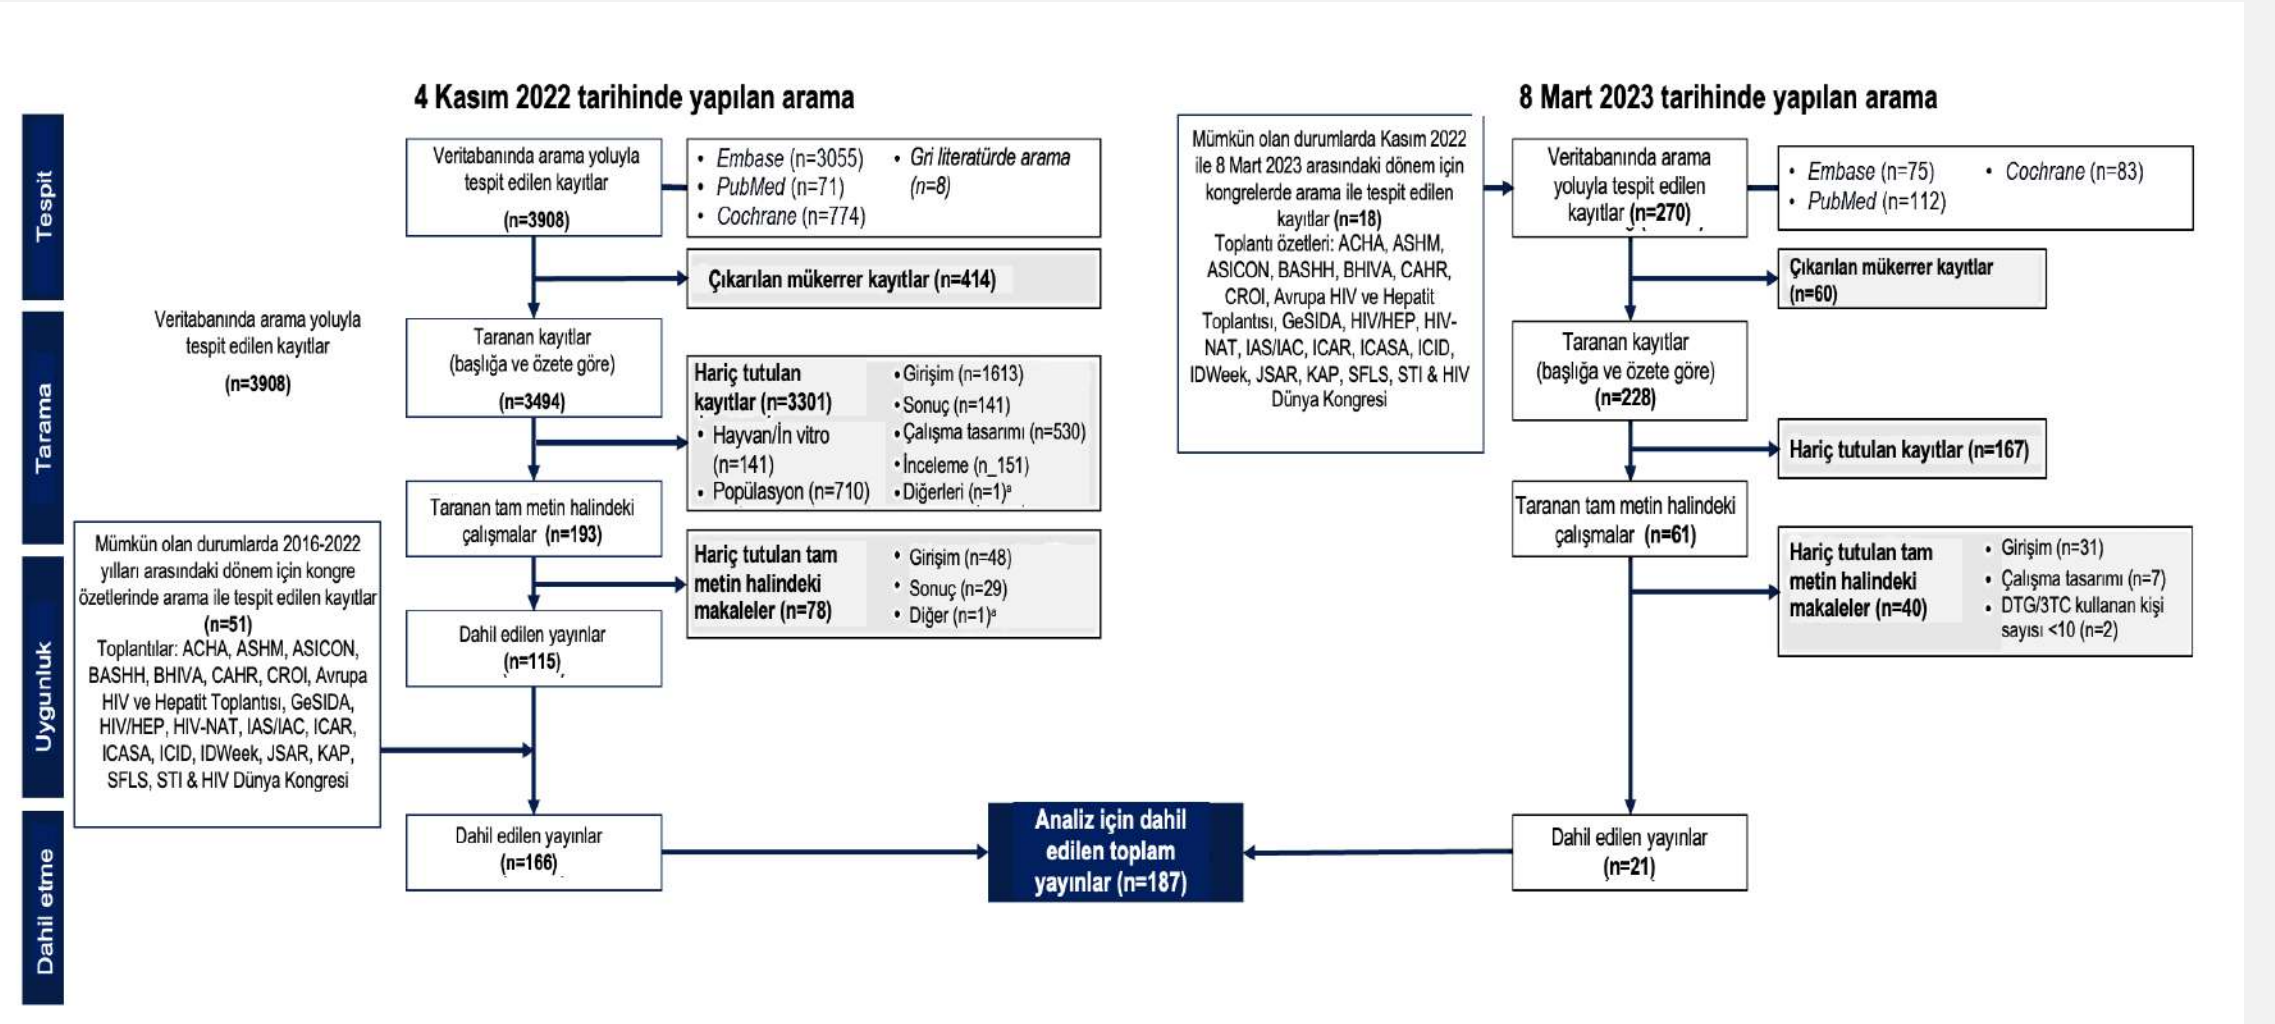 4 Kasım 2022 tarihinde yapılan arama
8 Mart 2023 tarihinde yapılan arama
Tespit
Tarama
Uygunluk
Dahil etme
Veritabanında arama yoluyla
tespit edilen kayıtlar
(n=3908)
• Embase (n=3055)
• PubMed (n=71)
• Cochrane (n=774)
• Gri literatürde arama
(n=8)
Çıkarılan mükerrer kayıtlar (n=414)
Veritabanında arama yoluyla
tespit edilen kayıtlar
(n=3908)
Taranan kayıtlar
(başlığa ve özete göre)
(n=3494)
Hariç tutulan
kayıtlar (n=3301)
• Hayvan/İn vitro
(n=141)
• Popülasyon (n=710)
• Girişim (n=1613)
• Sonuç (n=141)
• Çalışma tasarımı (n=530)
• İnceleme (n_151)
• Diğerleri (n=1)ª
Taranan tam metin halindeki
çalışmalar (n=193)
Hariç tutulan tam
metin halindeki
makaleler (n=78)
• Girişim (n=48)
• Sonuç (n=29)
• Diğer (n=1)ª
Dahil edilen yayınlar
(n=115)
Mümkün olan durumlarda 2016-2022
yılları arasındaki dönem için kongre
özetlerinde arama ile tespit edilen kayıtlar
(n=51)
Toplantılar: ACHA, ASHM, ASICON,
BASHH, BHIVA, CAHR, CROI, Avrupa
HIV ve Hepatit Toplantısı, GeSIDA,
HIV/HEP, HIV-NAT, IAS/IAC, ICAR,
ICASA, ICID, IDWeek, JSAR, KAP,
SFLS, STI & HIV Dünya Kongresi
Dahil edilen yayınlar
(n=166)
Analiz için dahil
edilen toplam
yayınlar (n=187)
Mümkün olan durumlarda Kasım 2022
ile 8 Mart 2023 arasındaki dönem için
kongrelerde arama ile tespit edilen
kayıtlar (n=18)
Toplantı özetleri: ACHA, ASHM,
ASICON, BASHH, BHIVA, CAHR,
CROI, Avrupa HIV ve Hepatit
Toplantısı, GeSIDA, HIV/HEP, HIV-
NAT, IAS/IAC, ICAR, ICASA, ICID,
IDWeek, JSAR, KAP, SFLS, STI & HIV
Dünya Kongresi
Veritabanında arama
yoluyla tespit edilen
kayıtlar (n=270)
• Embase (n=75)
• PubMed (n=112)
• Cochrane (n=83)
Çıkarılan mükerrer kayıtlar
(n=60)
Taranan kayıtlar
(başlığa ve özete göre)
(n=228)
Hariç tutulan kayıtlar (n=167)
Taranan tam metin halindeki
çalışmalar (n=61)
Hariç tutulan tam
metin halindeki
makaleler (n=40)
• Girişim (n=31)
• Çalışma tasarımı (n=7)
• DTG/3TC kullanan kişi
sayısı <10 (n=2)
Dahil edilen yayınlar
(n=21)